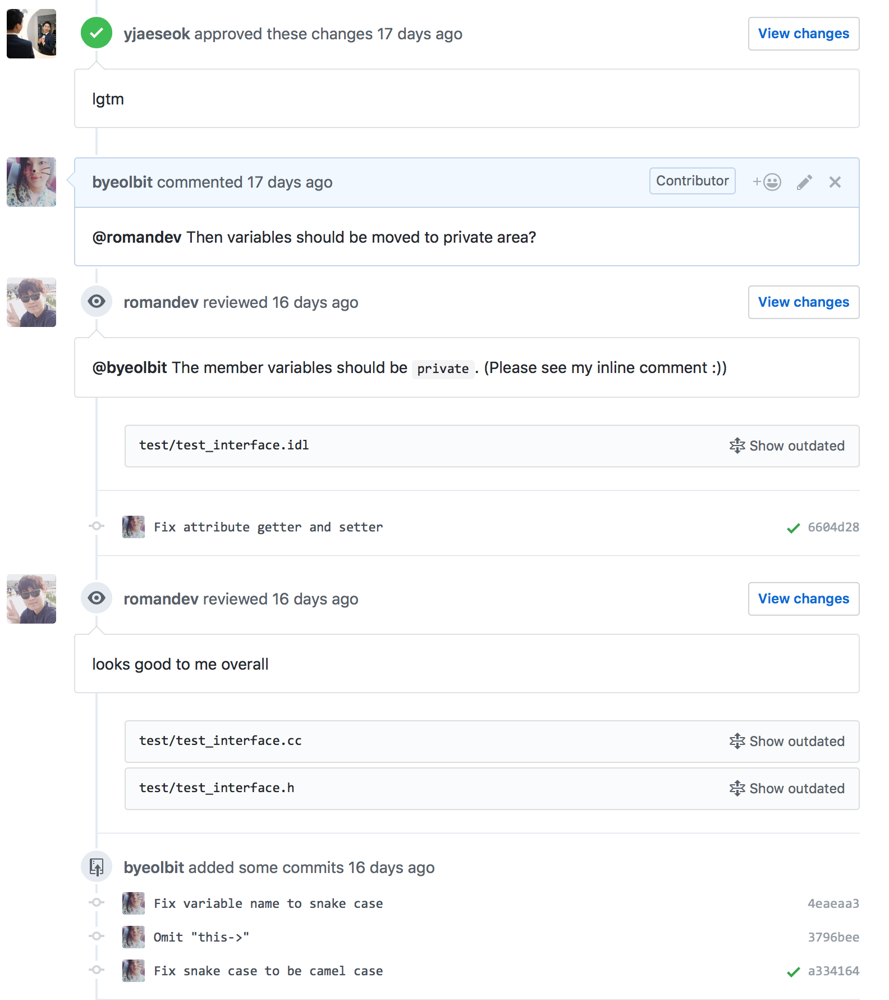 yjaeseok approved these changes 17 days ago
View changes
lgtm
byeolbit commented 17 days ago
Contributor
@romandev Then variables should be moved to private area?
romandev reviewed 16 days ago
View changes
@byeolbit The member variables should be private. (Please see my inline comment :))
test/test_interface.idl
Show outdated
Fix attribute getter and setter
6604d28
romandev reviewed 16 days ago
View changes
looks good to me overall
test/test_interface.cc
Show outdated
test/test_interface.h
Show outdated
byeolbit added some commits 16 days ago
Fix variable name to snake case
4eaeaa3
Omit "this->"
3796bee
Fix snake case to be camel case
a334164